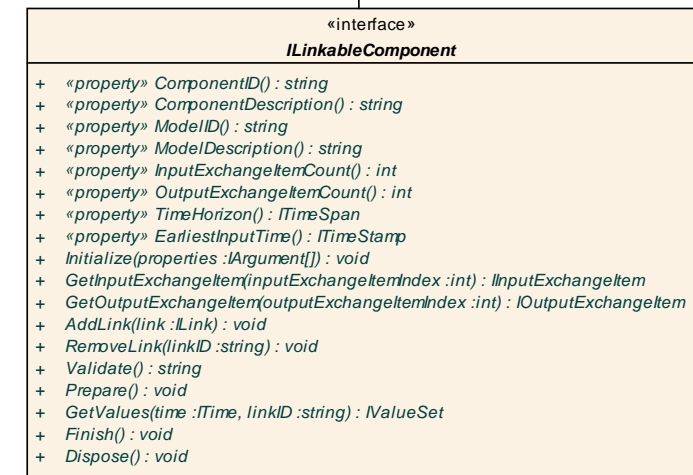 «interface»
ILinkableComponent
+ «property» ComponentID() : string
+ «property» ComponentDescription() : string
+ «property» ModelID() : string
+ «property» ModelDescription() : string
+ «property» InputExchangeItemCount() : int
+ «property» OutputExchangeItemCount() : int
+ «property» TimeHorizon() : ITimeSpan
+ «property» EarliestInputTime() : ITimeStamp
+ Initialize(properties :IArgument[]) : void
+ GetInputExchangeItem(inputExchangeItemIndex :int) : IInputExchangeItem
+ GetOutputExchangeItem(outputExchangeItemIndex :int) : IOutputExchangeItem
+ AddLink(link :ILink) : void
+ RemoveLink(linkID :string) : void
+ Validate() : string
+ Prepare() : void
+ GetValues(time :ITime, linkID :string) : IValueSet
+ Finish() : void
+ Dispose() : void